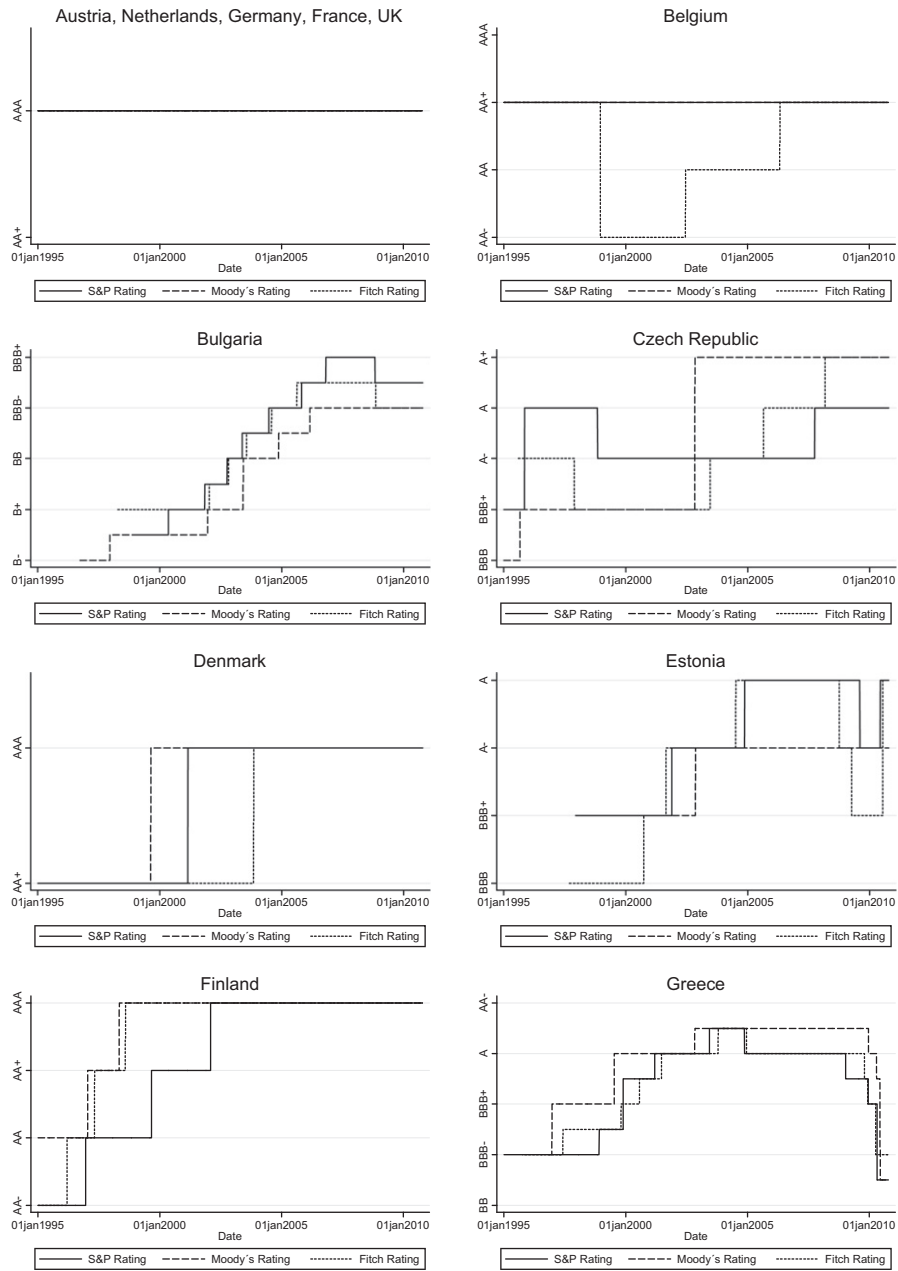 Austria, Netherlands, Germany, France, UK
AAA
AA+
01jan1995 01jan2000 01jan2005 01jan2010
Date
S&P Rating Moody´s Rating Fitch Rating
Belgium
AAA
AA+
AA
AA-
01jan1995 01jan2000 01jan2005 01jan2010
Date
S&P Rating Moody´s Rating Fitch Rating
Bulgaria
BBB+
BBB-
BB
B+
B-
01jan1995 01jan2000 01jan2005 01jan2010
Date
S&P Rating Moody´s Rating Fitch Rating
Czech Republic
A+
A
A-
BBB+
BBB
01jan1995 01jan2000 01jan2005 01jan2010
Date
S&P Rating Moody´s Rating Fitch Rating
Denmark
AAA
AA+
01jan1995 01jan2000 01jan2005 01jan2010
Date
S&P Rating Moody´s Rating Fitch Rating
Estonia
A
A-
BBB+
BBB
01jan1995 01jan2000 01jan2005 01jan2010
Date
S&P Rating Moody´s Rating Fitch Rating
Finland
AAA
AA+
AA
AA-
01jan1995 01jan2000 01jan2005 01jan2010
Date
S&P Rating Moody´s Rating Fitch Rating
Greece
AA-
A
BBB+
BBB-
BB
01jan1995 01jan2000 01jan2005 01jan2010
Date
S&P Rating Moody´s Rating Fitch Rating